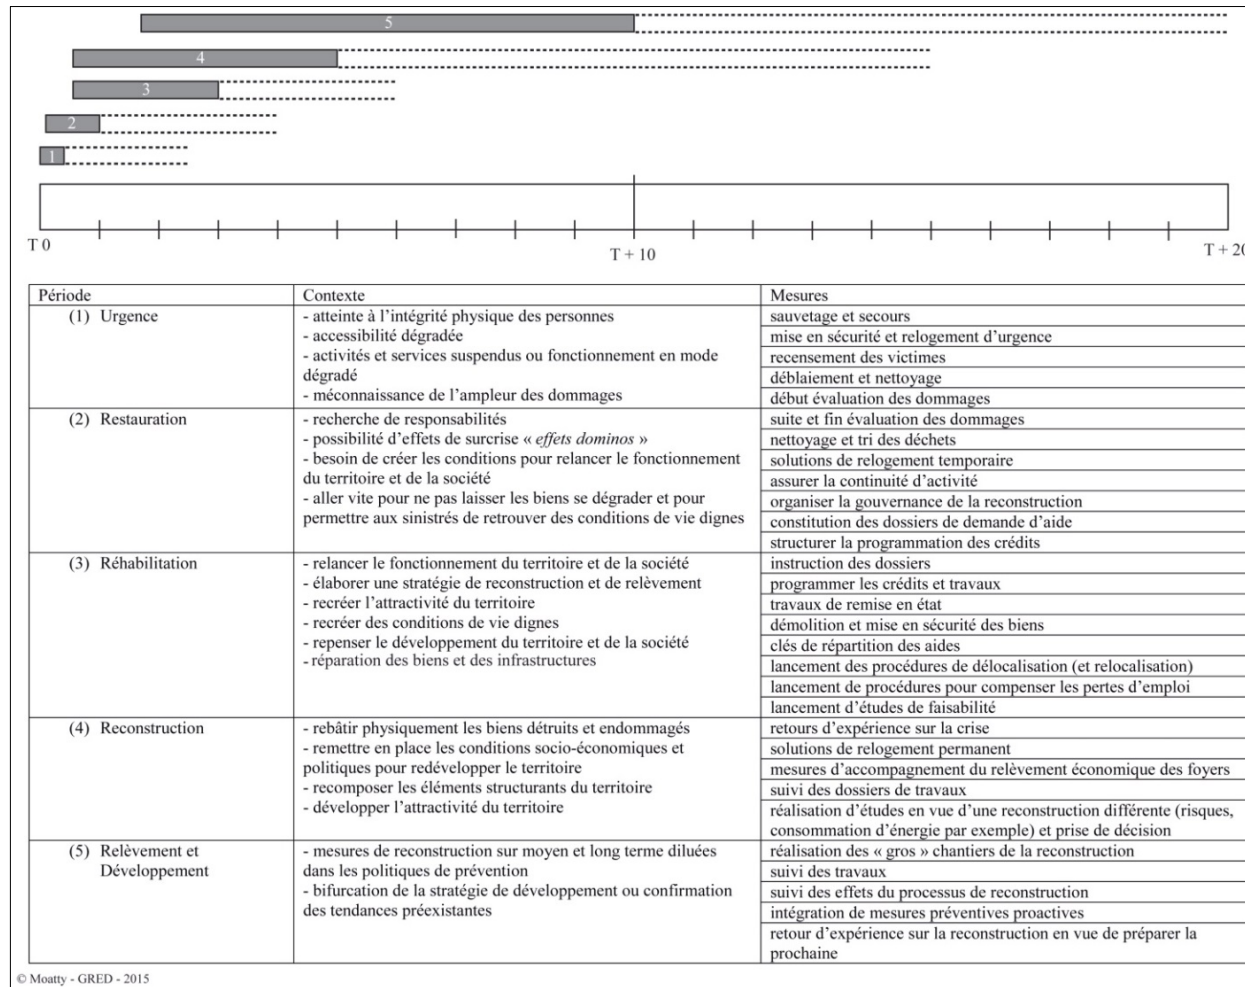 5
4
3
2
1
T 0
T + 10
T + 20
Période
Contexte
Mesures
(1) Urgence
- atteinte à l'intégrité physique des personnes
- accessibilité dégradée
- activités et services suspendus ou fonctionnement en mode
dégradé
- méconnaissance de l'ampleur des dommages
sauvetage et secours
mise en sécurité et relogement d'urgence
recensement des victimes
déblaiement et nettoyage
début évaluation des dommages
(2) Restauration
- recherche de responsabilités
- possibilité d'effets de surcrise « effets dominos »
- besoin de créer les conditions pour relancer le fonctionnement
du territoire et de la société
- aller vite pour ne pas laisser les biens se dégrader et pour
permettre aux sinistrés de retrouver des conditions de vie dignes
suite et fin évaluation des dommages
nettoyage et tri des déchets
solutions de relogement temporaire
assurer la continuité d'activité
organiser la gouvernance de la reconstruction
constitution des dossiers de demande d'aide
structurer la programmation des crédits
(3) Réhabilitation
- relancer le fonctionnement du territoire et de la société
- élaborer une stratégie de reconstruction et de relèvement
- recréer l'attractivité du territoire
- recréer des conditions de vie dignes
- repenser le développement du territoire et de la société
- réparation des biens et des infrastructures
instruction des dossiers
programmer les crédits et travaux
travaux de remise en état
démolition et mise en sécurité des biens
clés de répartition des aides
lancement des procédures de délocalisation (et relocalisation)
lancement de procédures pour compenser les pertes d'emploi
lancement d'études de faisabilité
(4) Reconstruction
- rebâtir physiquement les biens détruits et endommagés
- remettre en place les conditions socio-économiques et
politiques pour redévelopper le territoire
- recomposer les éléments structurants du territoire
- développer l'attractivité du territoire
retours d'expérience sur la crise
solutions de relogement permanent
mesures d'accompagnement du relèvement économique des foyers
suivi des dossiers de travaux
réalisation d'études en vue d'une reconstruction différente (risques,
consommation d'énergie par exemple) et prise de décision
(5) Relèvement et
Développement
- mesures de reconstruction sur moyen et long terme diluées
dans les politiques de prévention
- bifurcation de la stratégie de développement ou confirmation
des tendances préexistantes
réalisation des « gros » chantiers de la reconstruction
suivi des travaux
suivi des effets du processus de reconstruction
intégration de mesures préventives proactives
retour d'expérience sur la reconstruction en vue de préparer la
prochaine
© Moatty - GRED - 2015